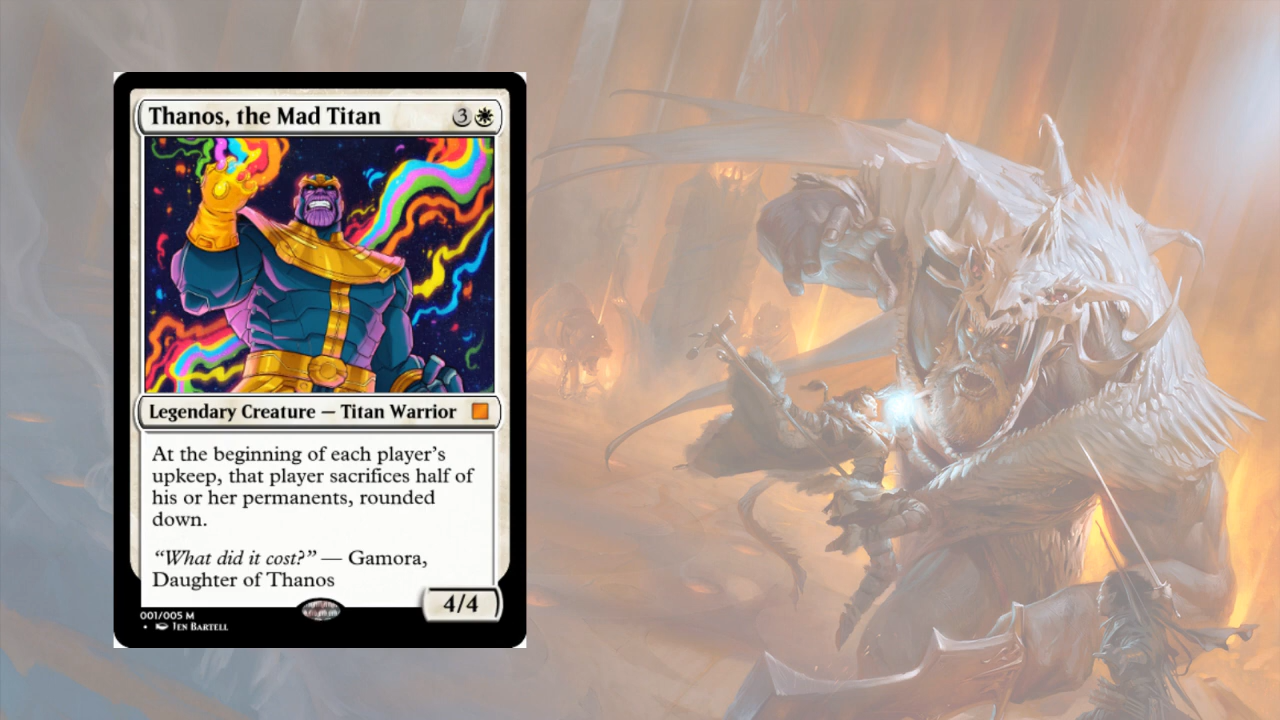 Thanos, the Mad Titan 3
Legendary Creature — Titan Warrior
At the beginning of each player's
upkeep, that player sacrifices half of
his or her permanents, rounded
down.
“What did it cost?” — Gamora,
Daughter of Thanos
4/4
001/005 M
• Jen Bartell